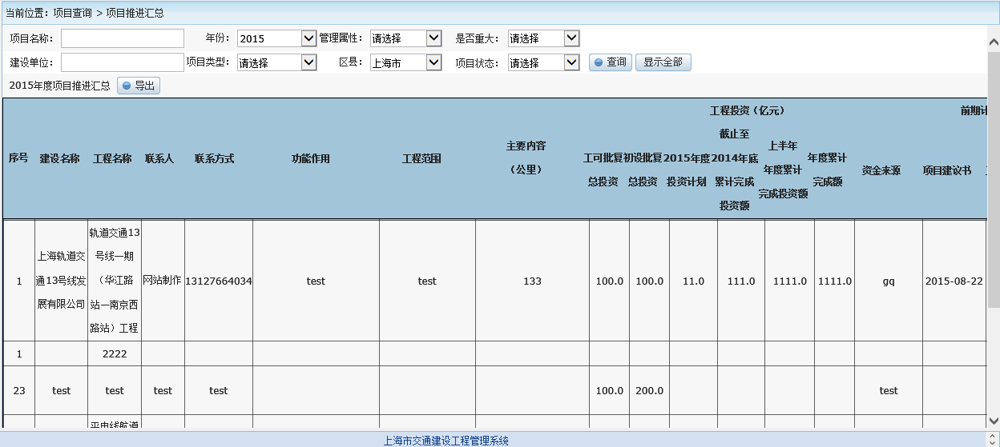 当前位置：项目查询 > 项目推进汇总
项目名称： 年份： 2015 管理属性： 请选择 是否重大： 请选择
建设单位： 项目类型： 请选择 区县： 上海市 项目状态： 请选择 查询 显示全部
2015年度项目推进汇总 导出
序号
建设名称
工程名称
联系人
联系方式
功能作用
工程范围
主要内容
（公里）
工程投资（亿元）
工可批复
总投资
初设批复
总投资
2015年度
投资计划
截止至
2014年底
累计完成
投资额
上半年
年度累计
完成投资额
年度累计
完成额
资金来源
前期计
项目建议书
1
上海轨道交
通13号线发
展有限公司
轨道交通13
号线一期
（华江路
站—南京西
路站）工程
网站制作
13127664034
test
test
133
100.0
100.0
11.0
111.0
1111.0
1111.0
gq
2015-08-22
1 2222
23 test test test test 100.0 200.0 test
上海市交通建设工程管理系统